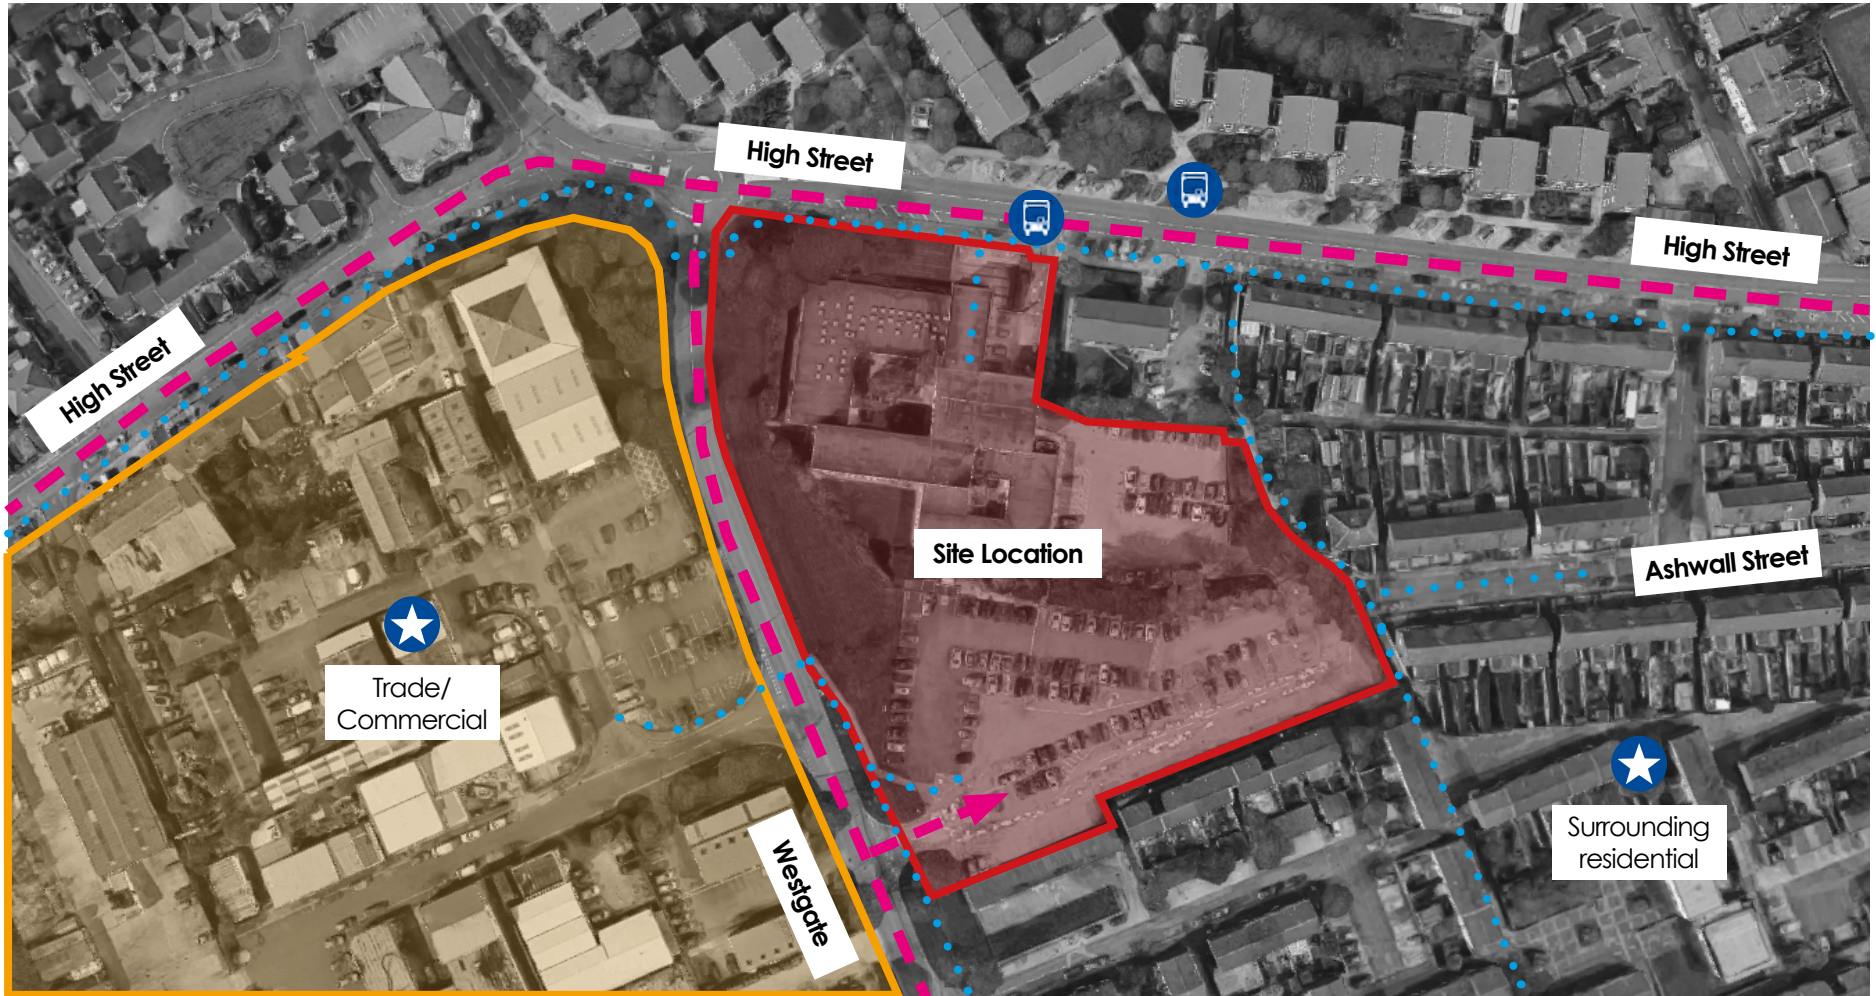 High Street
High Street
High Street
Site Location
Ashwall Street
Trade/
Commercial
Surrounding
residential
Westgate